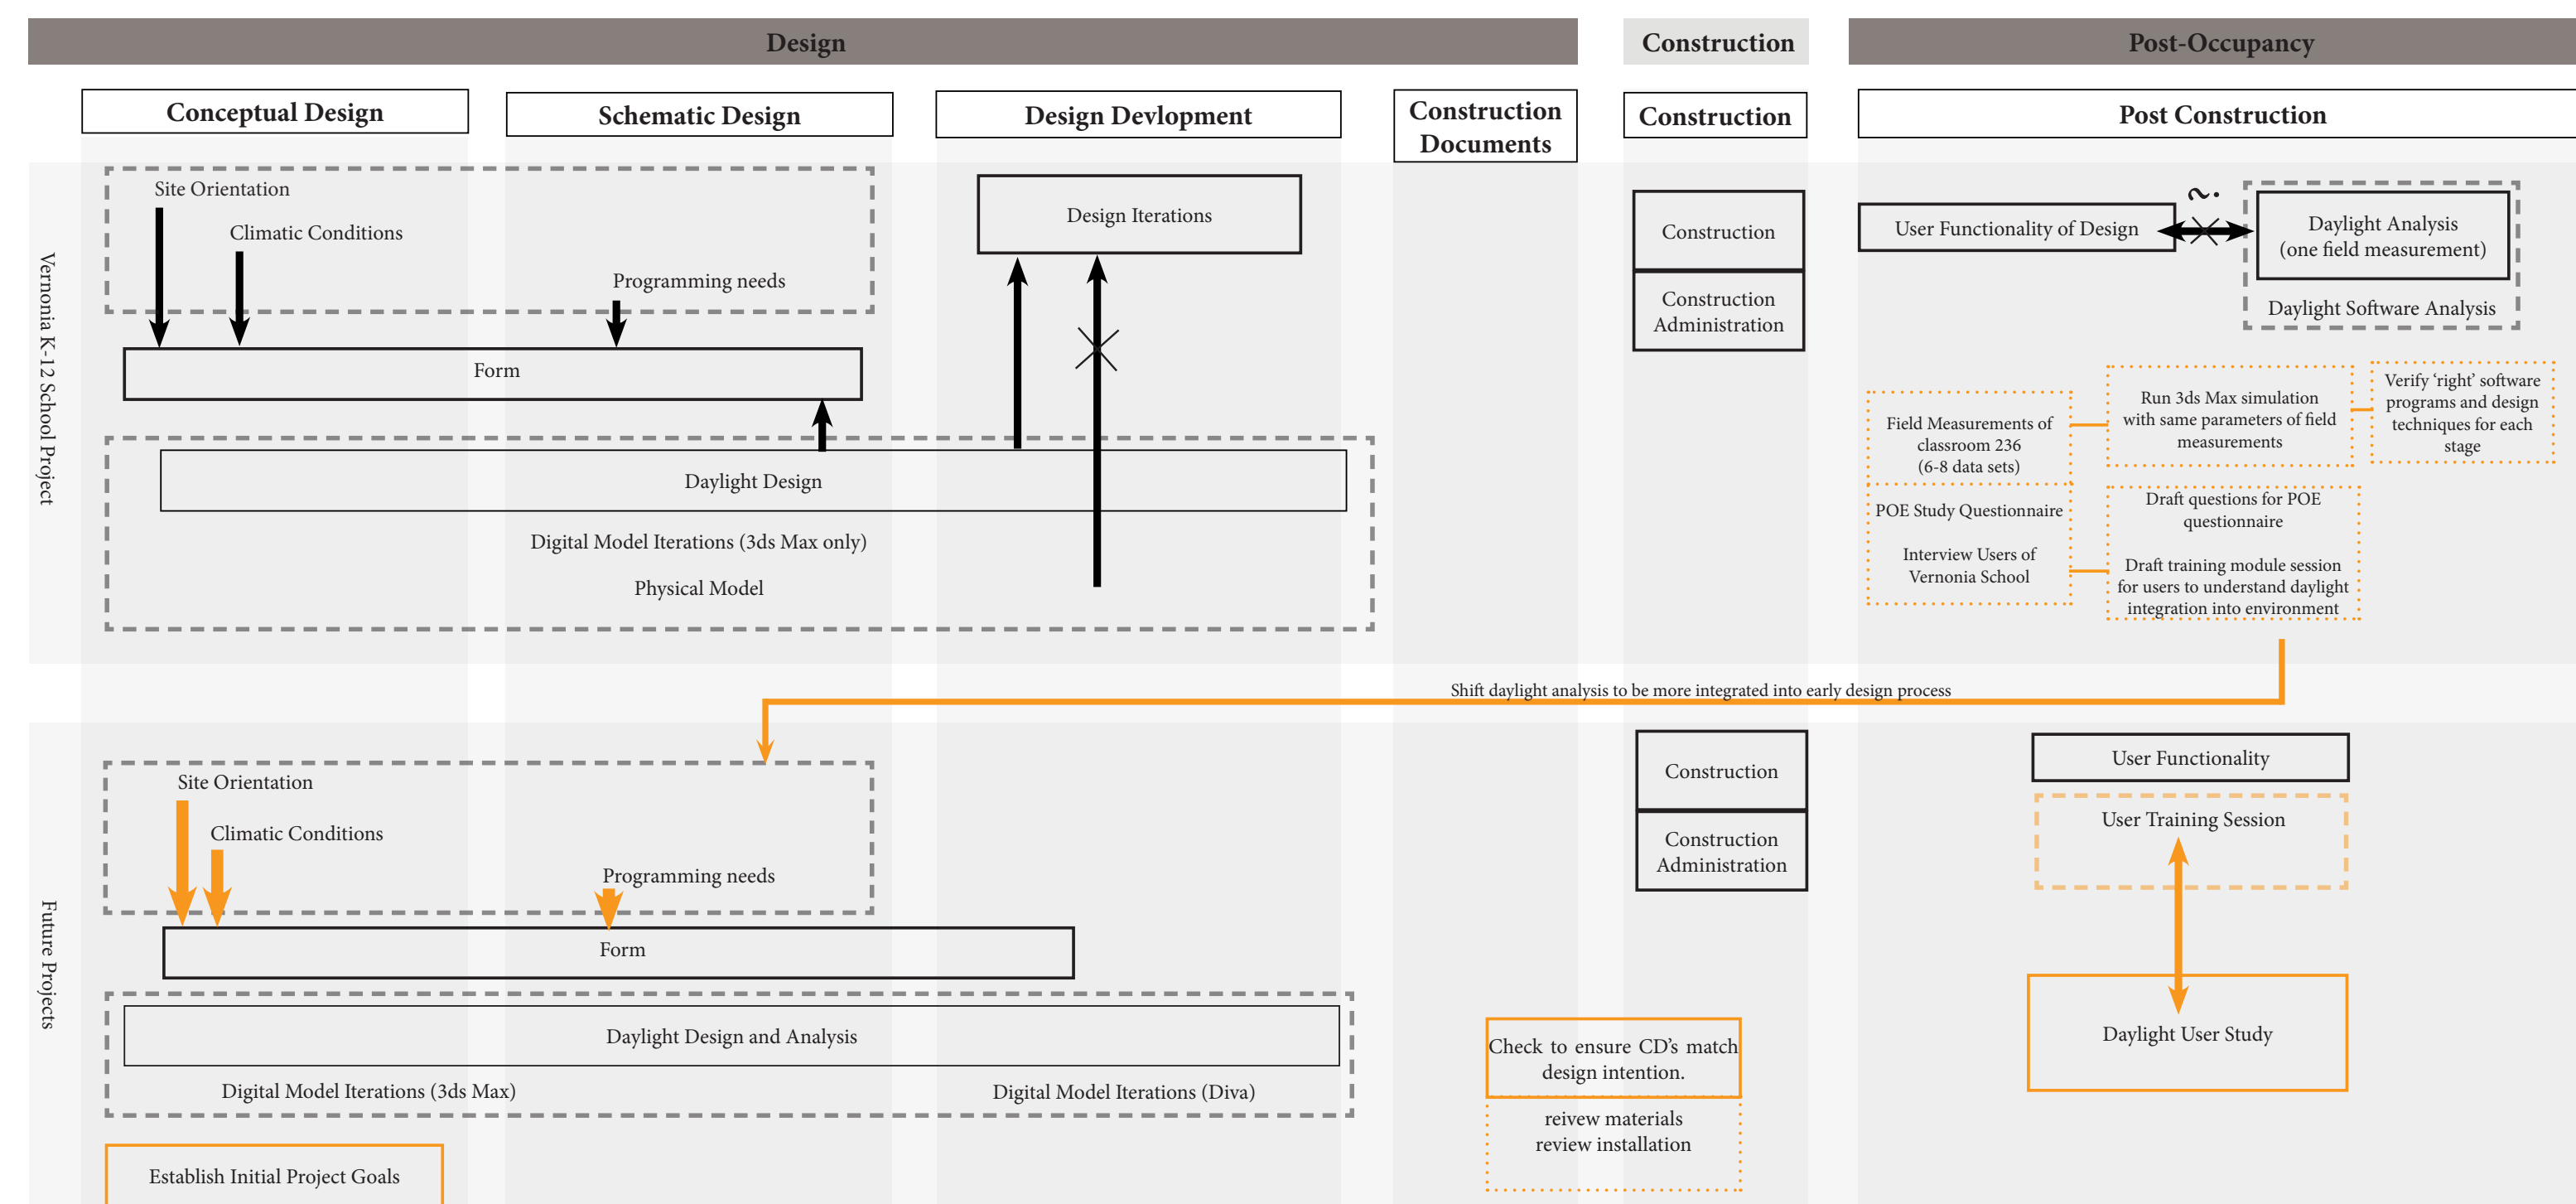 Design
Construction
Post-Occupancy
Conceptual Design
Schematic Design
Design Devlopment
Construction
Documents
Construction
Post Construction
Vernonia K-12 School Project
Site Orientation
Climatic Conditions
Programming needs
Form
Daylight Design
Digital Model Iterations (3ds Max only)
Physical Model
Design Iterations
Construction
Construction
Administration
User Functionality of Design
?
Daylight Analysis
(one field measurement)
Daylight Software Analysis
Field Measurements of
classroom 236
(6-8 data sets)
POE Study Questionnaire
Interview Users of
Vernonia School
Run 3ds Max simulation
with same parameters of field
measurements
Verify ‘right’ software
programs and design
techniques for each
stage
Draft questions for POE
questionnaire
Draft training module session
for users to understand daylight
integration into environment
Shift daylight analysis to be more integrated into early design process
Future Projects
Site Orientation
Climatic Conditions
Programming needs
Form
Daylight Design and Analysis
Digital Model Iterations (3ds Max)
Digital Model Iterations (Diva)
Establish Initial Project Goals
Check to ensure CD’s match
design intention.
reivew materials
review installation
Construction
Construction
Administration
User Functionality
User Training Session
Daylight User Study